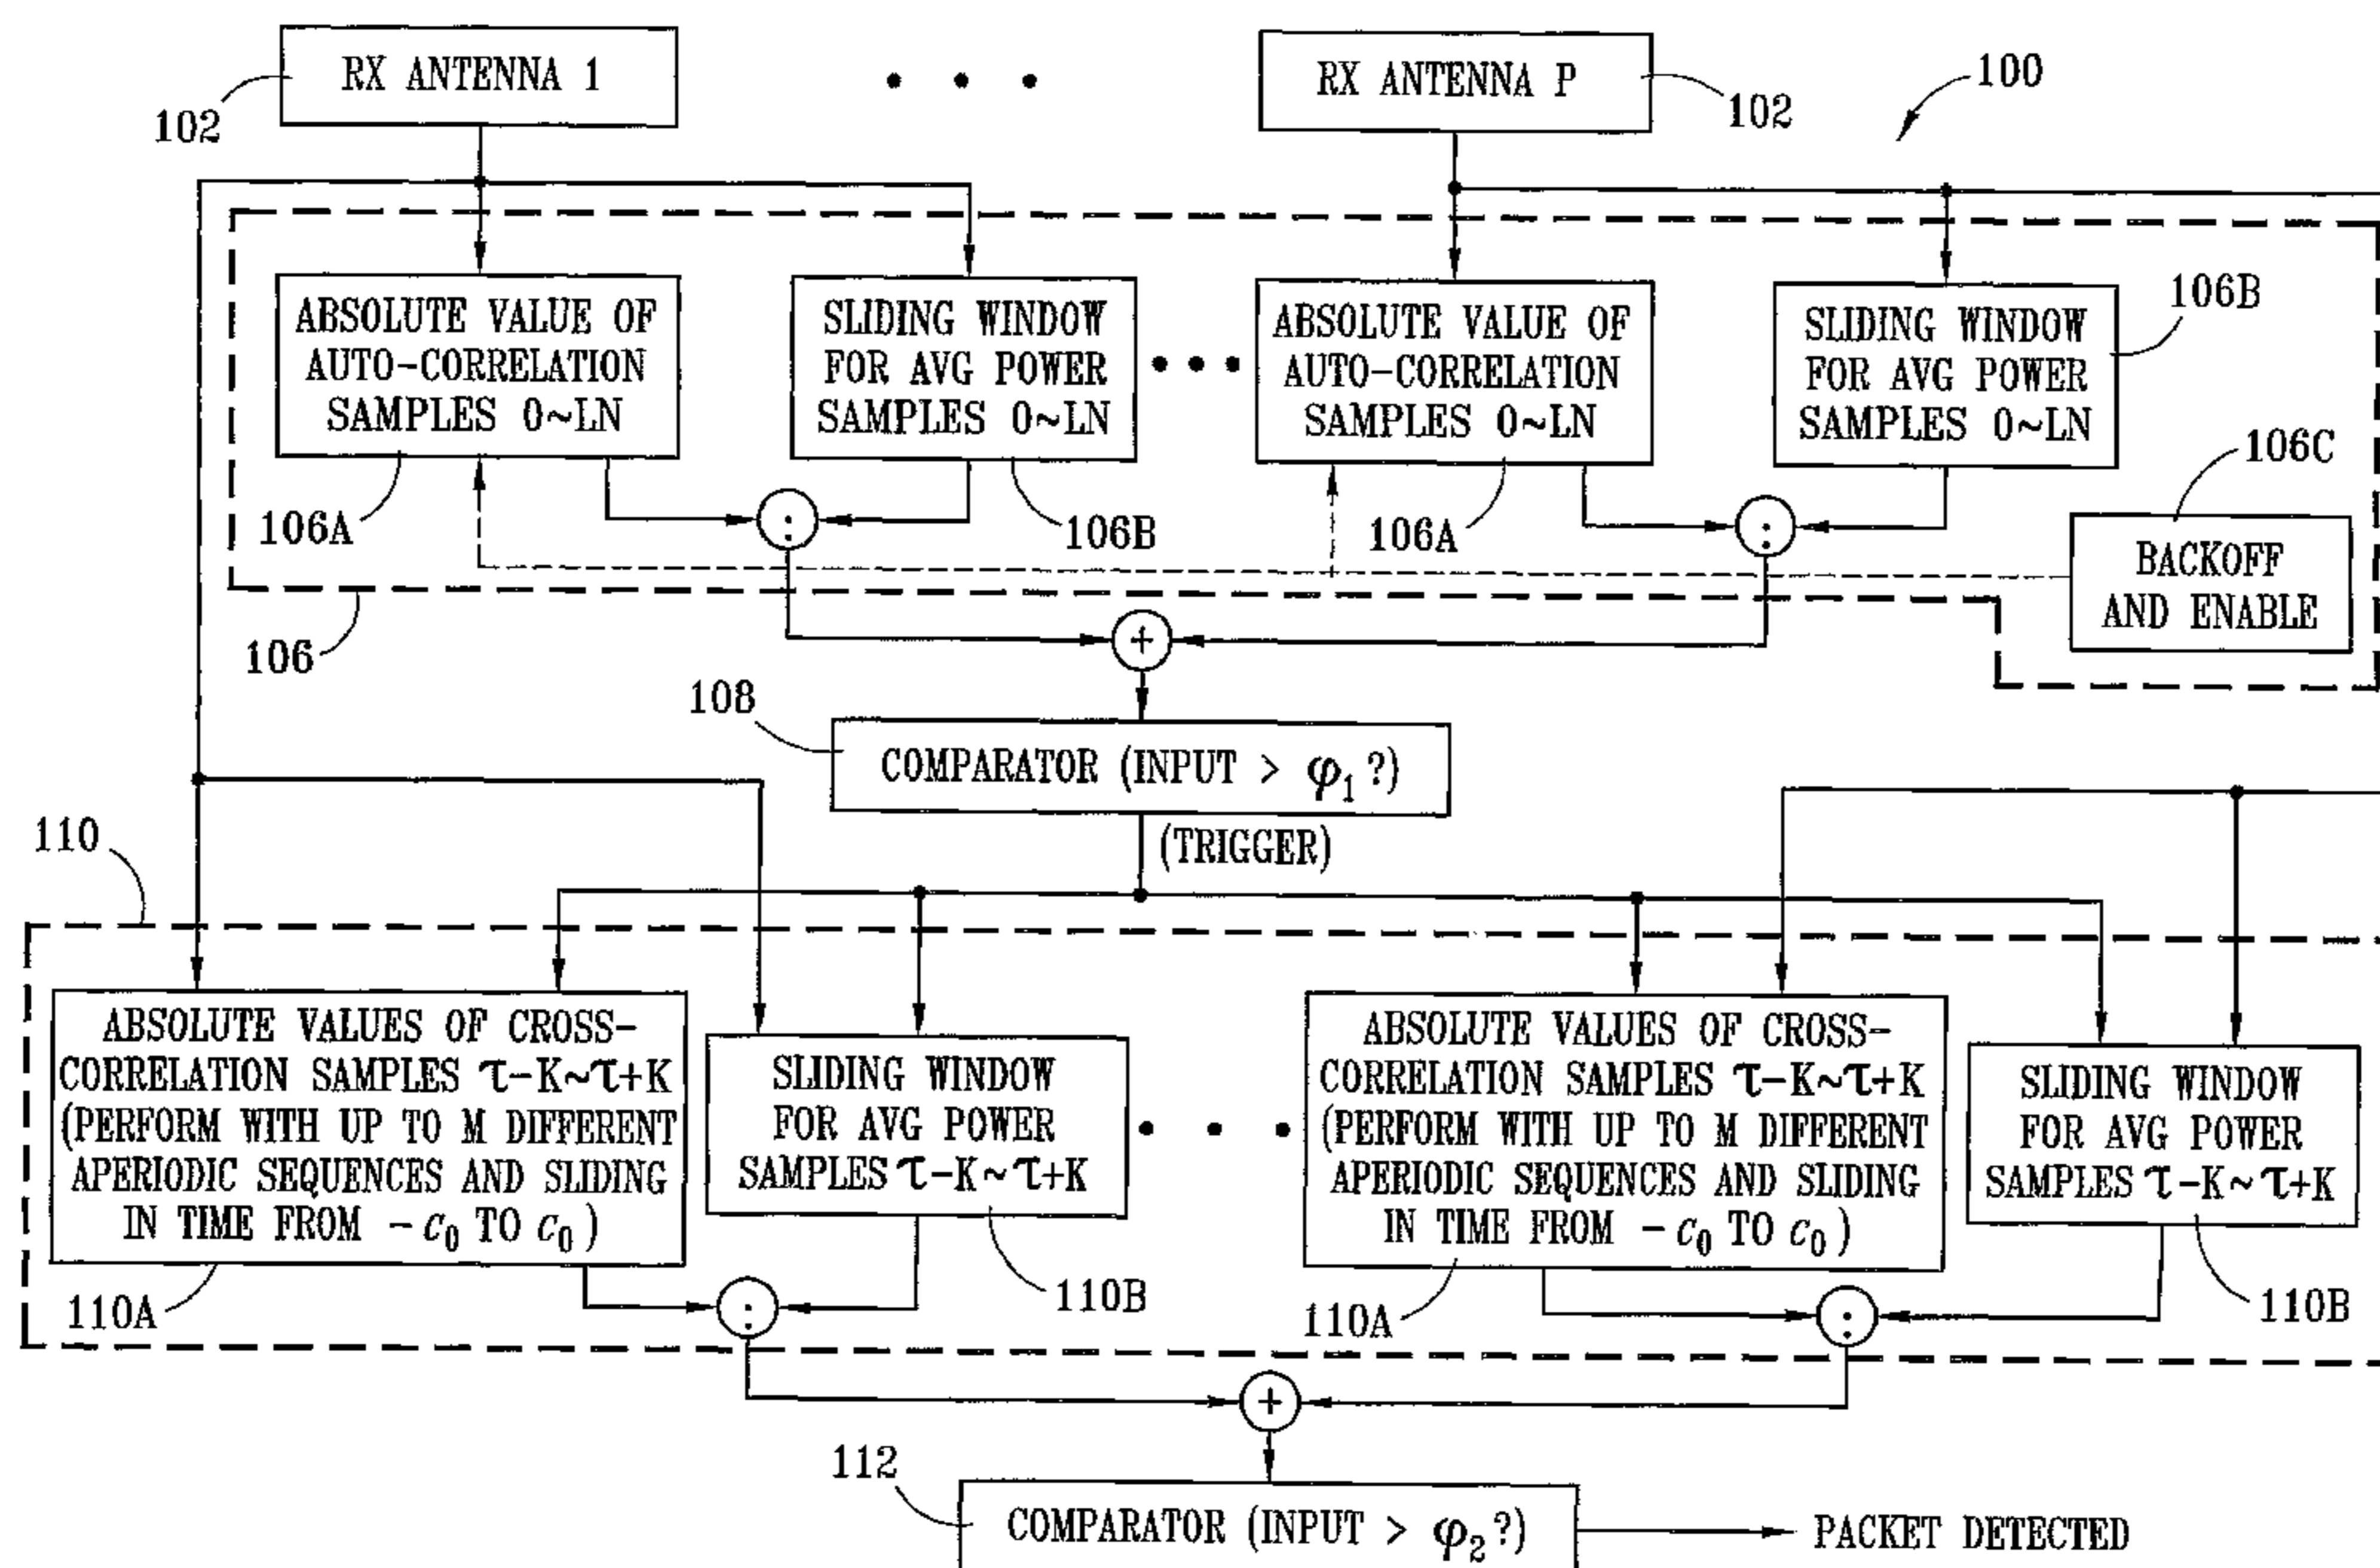 RX ANTENNA 1
102
• • •
RX ANTENNA P
102
100
ABSOLUTE VALUE OF
AUTO-CORRELATION
SAMPLES 0~LN
106A
SLIDING WINDOW
FOR AVG POWER
SAMPLES 0~LN
106B
• • •
ABSOLUTE VALUE OF
AUTO-CORRELATION
SAMPLES 0~LN
106A
SLIDING WINDOW
FOR AVG POWER
SAMPLES 0~LN
106B
106C
BACKOFF
AND ENABLE
:
:
106
+
108
COMPARATOR (INPUT > φ₁ ?)
(TRIGGER)
110
ABSOLUTE VALUES OF CROSS-
CORRELATION SAMPLES τ-K~τ+K
(PERFORM WITH UP TO M DIFFERENT
APERIODIC SEQUENCES AND SLIDING
IN TIME FROM -c₀ TO c₀)
110A
SLIDING WINDOW
FOR AVG POWER
SAMPLES τ-K~τ+K
110B
• • •
ABSOLUTE VALUES OF CROSS-
CORRELATION SAMPLES τ-K~τ+K
(PERFORM WITH UP TO M DIFFERENT
APERIODIC SEQUENCES AND SLIDING
IN TIME FROM -c₀ TO c₀)
110A
SLIDING WINDOW
FOR AVG POWER
SAMPLES τ-K~τ+K
110B
:
:
+
112
COMPARATOR (INPUT > φ₂ ?)
PACKET DETECTED